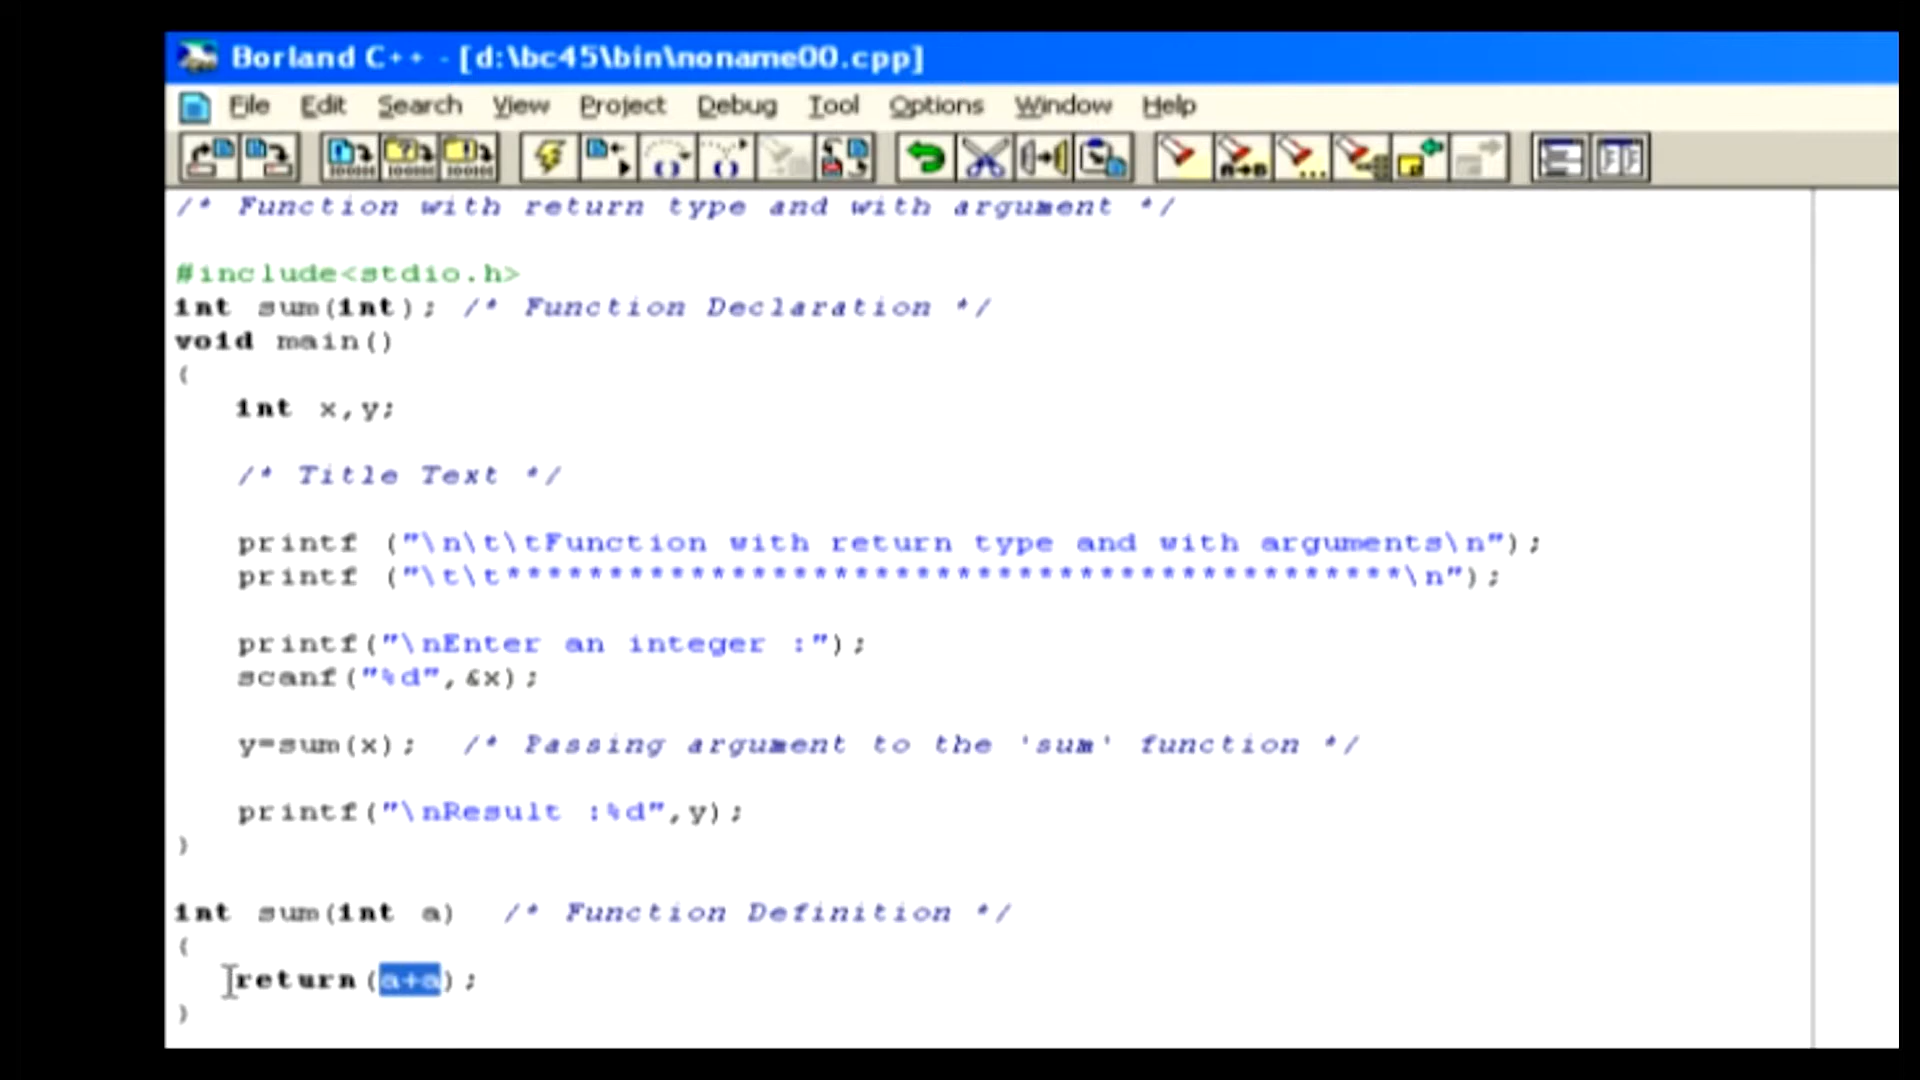 Borland C++ - [d:\bc45\bin\noname00.cpp]
File Edit Search View Project Debug Tool Options Window Help
/* Function with return type and with argument */
#include<stdio.h>
int sum(int); /* Function Declaration */
void main()
{
int x,y;
/* Title Text */
printf ("\n\t\tFunction with return type and with arguments\n");
printf ("\t\t********************************************\n");
printf("\nEnter an integer :");
scanf("%d",&x);
y=sum(x); /* Passing argument to the 'sum' function */
printf("\nResult :%d",y);
}
int sum(int a) /* Function Definition */
{
return(a+a);
}